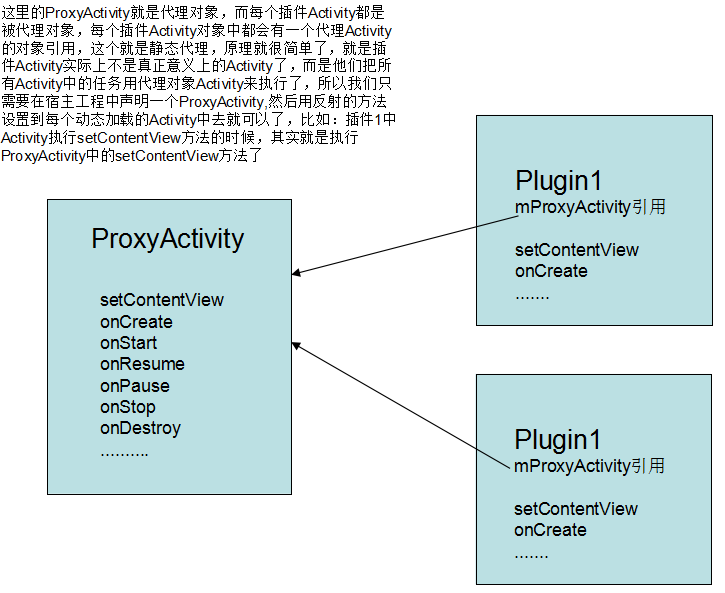 这里的ProxyActivity就是代理对象，而每个插件Activity都是
被代理对象，每个插件Activity对象中都会有一个代理Activity
的对象引用，这个就是静态代理，原理就很简单了，就是插
件Activity实际上不是真正意义上的Activity了，而是他们把所
有Activity中的任务用代理对象Activity来执行了，所以我们只
需要在宿主工程中声明一个ProxyActivity,然后用反射的方法
设置到每个动态加载的Activity中去就可以了，比如：插件1中
Activity执行setContentView方法的时候，其实就是执行
ProxyActivity中的setContentView方法了
ProxyActivity
setContentView
onCreate
onStart
onResume
onPause
onStop
onDestroy
..........
Plugin1
mProxyActivity引用
setContentView
onCreate
.......
Plugin1
mProxyActivity引用
setContentView
onCreate
.......